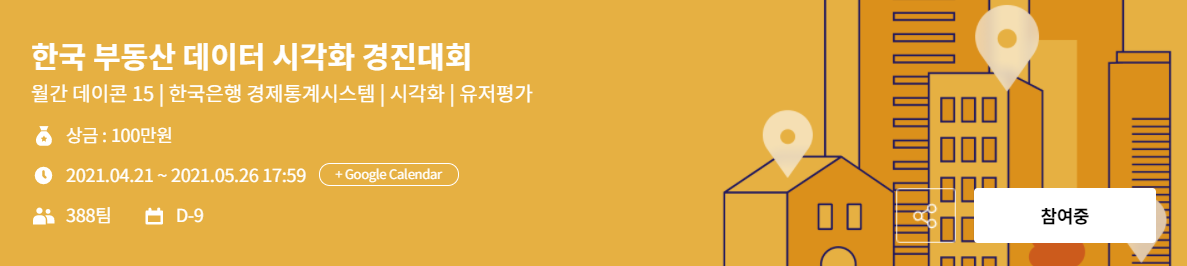 한국 부동산 데이터 시각화 경진대회
월간 데이콘 15 | 한국은행 경제통계시스템 | 시각화 | 유저평가
상금 : 100만원
2021.04.21 ~ 2021.05.26 17:59 + Google Calendar
388팀 D-9
참여중